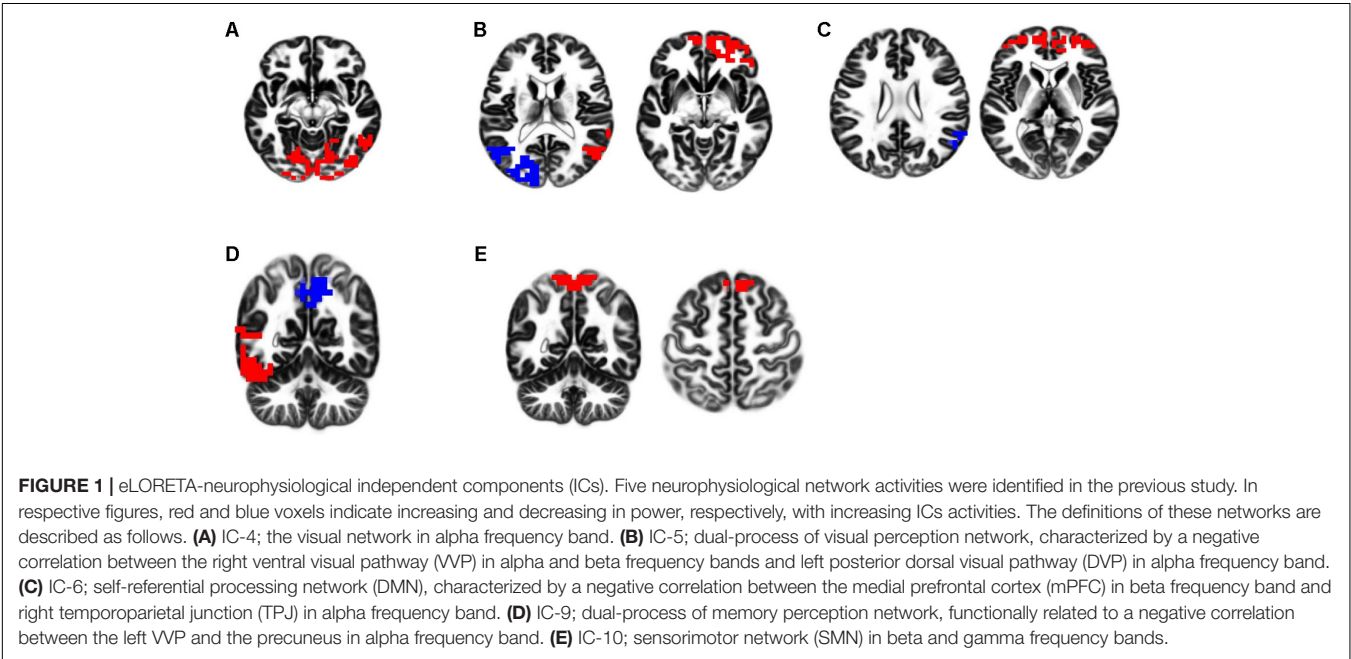 A
B
C
D
E
FIGURE 1 | eLORETA-neurophysiological independent components (ICs). Five neurophysiological network activities were identified in the previous study. In
respective figures, red and blue voxels indicate increasing and decreasing in power, respectively, with increasing ICs activities. The definitions of these networks are
described as follows. (A) IC-4; the visual network in alpha frequency band. (B) IC-5; dual-process of visual perception network, characterized by a negative
correlation between the right ventral visual pathway (VVP) in alpha and beta frequency bands and left posterior dorsal visual pathway (DVP) in alpha frequency band.
(C) IC-6; self-referential processing network (DMN), characterized by a negative correlation between the medial prefrontal cortex (mPFC) in beta frequency band and
right temporoparietal junction (TPJ) in alpha frequency band. (D) IC-9; dual-process of memory perception network, functionally related to a negative correlation
between the left VVP and the precuneus in alpha frequency band. (E) IC-10; sensorimotor network (SMN) in beta and gamma frequency bands.